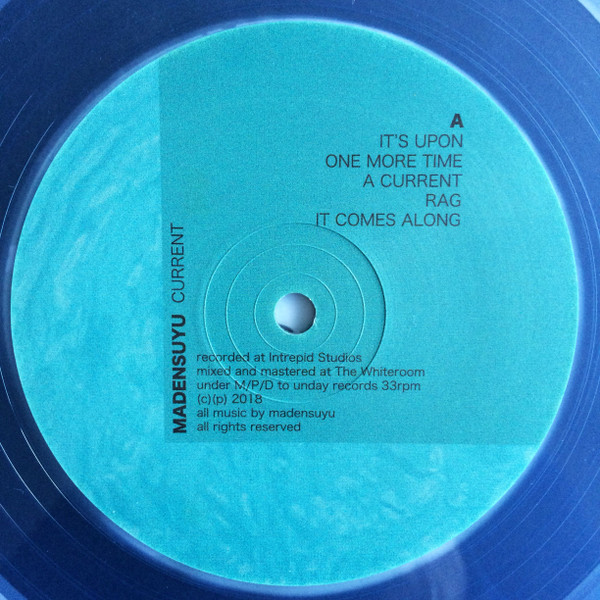 A
IT'S UPON
ONE MORE TIME
A CURRENT
RAG
IT COMES ALONG
MADENSUYU CURRENT
recorded at Intrepid Studios
mixed and mastered at The Whiteroom
under M/P/D to unday records 33rpm
(c)(p) 2018
all music by madensuyu
all rights reserved